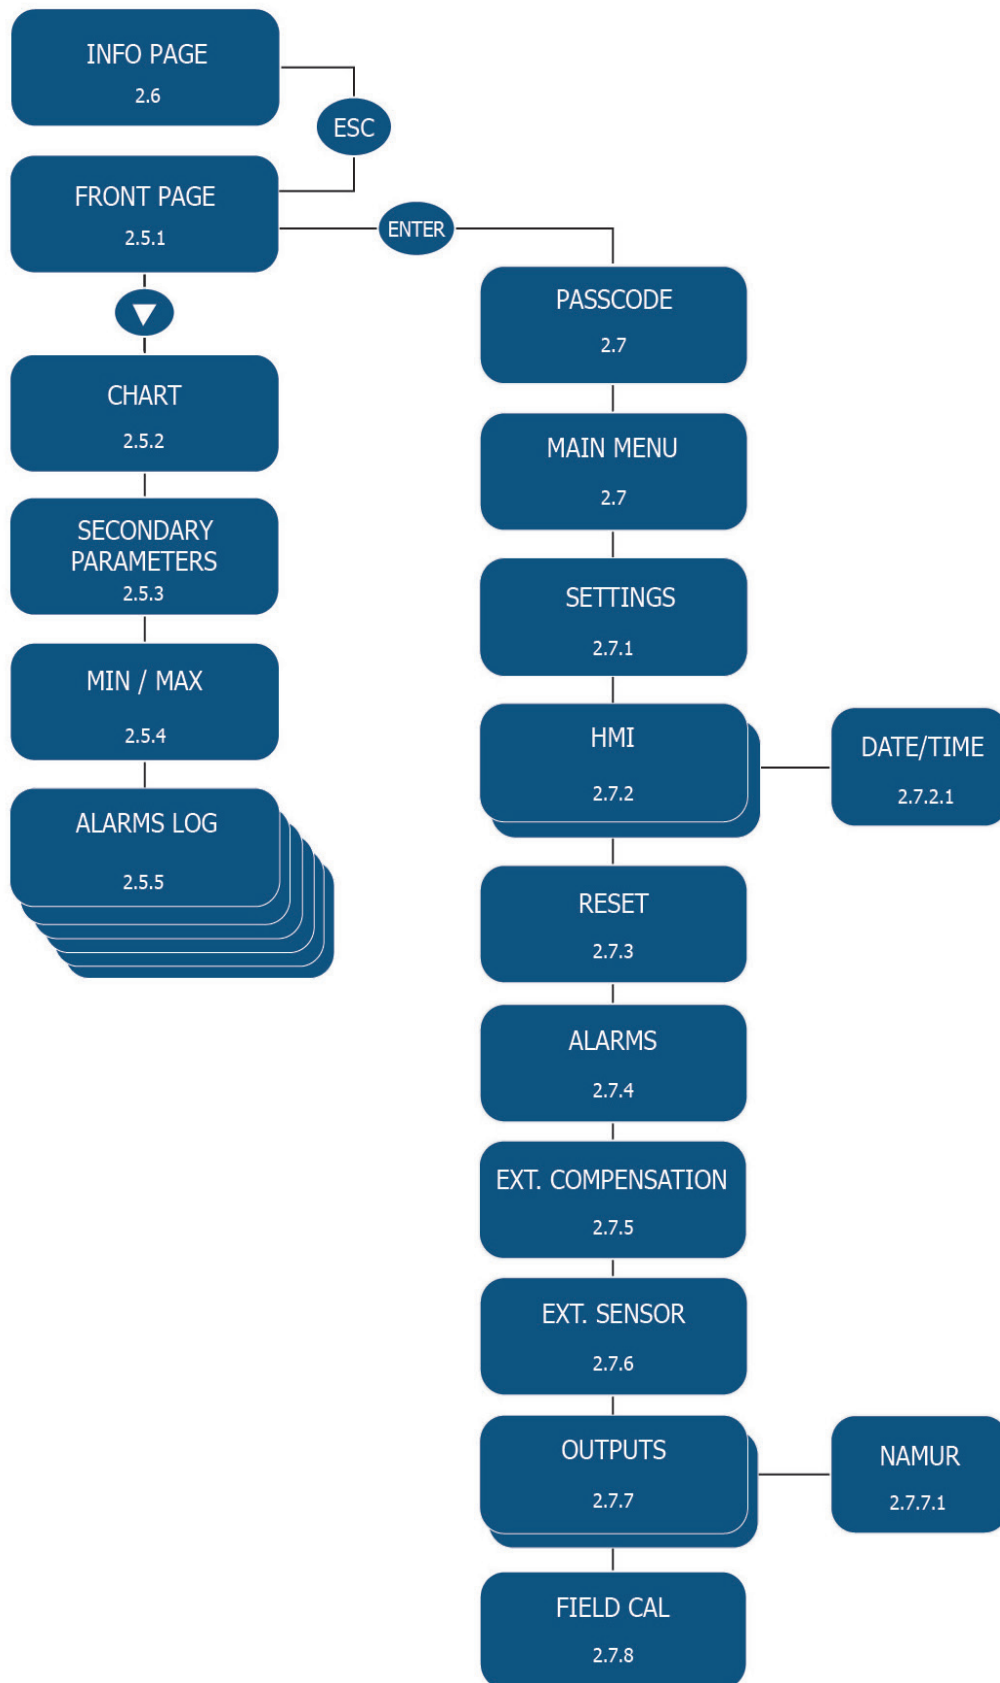 INFO PAGE
2.6
ESC
FRONT PAGE
2.5.1
ENTER
CHART
2.5.2
SECONDARY
PARAMETERS
2.5.3
MIN / MAX
2.5.4
ALARMS LOG
2.5.5
PASSCODE
2.7
MAIN MENU
2.7
SETTINGS
2.7.1
HMI
2.7.2
DATE/TIME
2.7.2.1
RESET
2.7.3
ALARMS
2.7.4
EXT. COMPENSATION
2.7.5
EXT. SENSOR
2.7.6
OUTPUTS
2.7.7
NAMUR
2.7.7.1
FIELD CAL
2.7.8